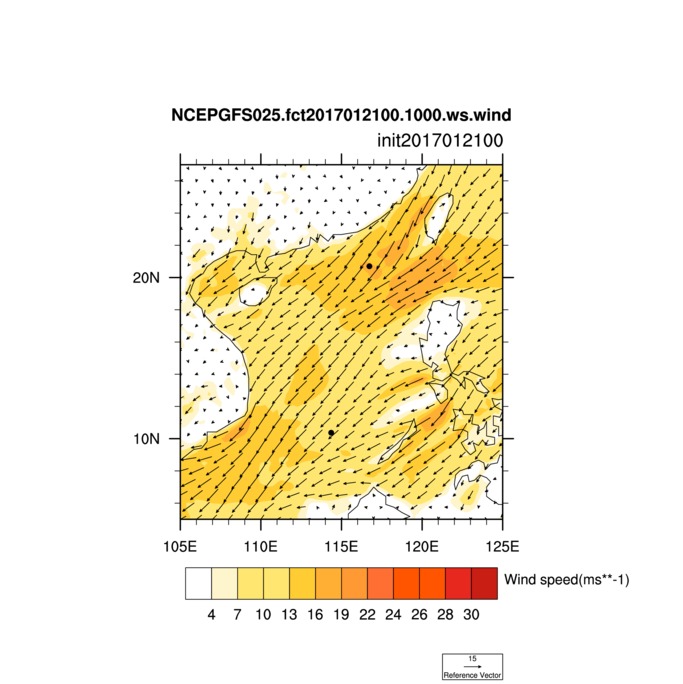 NCEPGFS025.fct2017012100.1000.ws.wind
init2017012100
20N
10N
105E 110E 115E 120E 125E
4 7 10 13 16 19 22 24 26 28 30
Wind speed(ms**-1)
15
Reference Vector